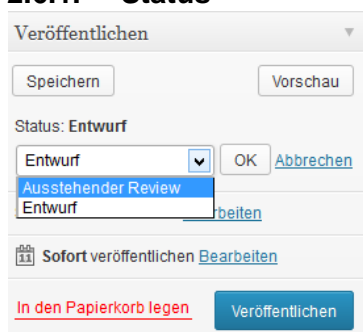 Veröffentlichen
Speichern Vorschau
Status: Entwurf
Entwurf OK Abbrechen
Ausstehender Review
Entwurf
Sofort veröffentlichen Bearbeiten
In den Papierkorb legen Veröffentlichen